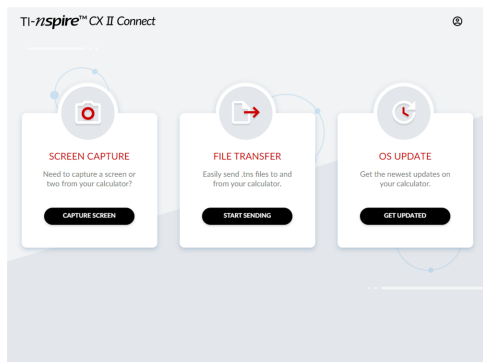 TI-nspire™ CX II Connect
SCREEN CAPTURE
Need to capture a screen or
two from your calculator?
CAPTURE SCREEN
FILE TRANSFER
Easily send .tns files to and
from your calculator.
START SENDING
OS UPDATE
Get the newest updates on
your calculator.
GET UPDATED